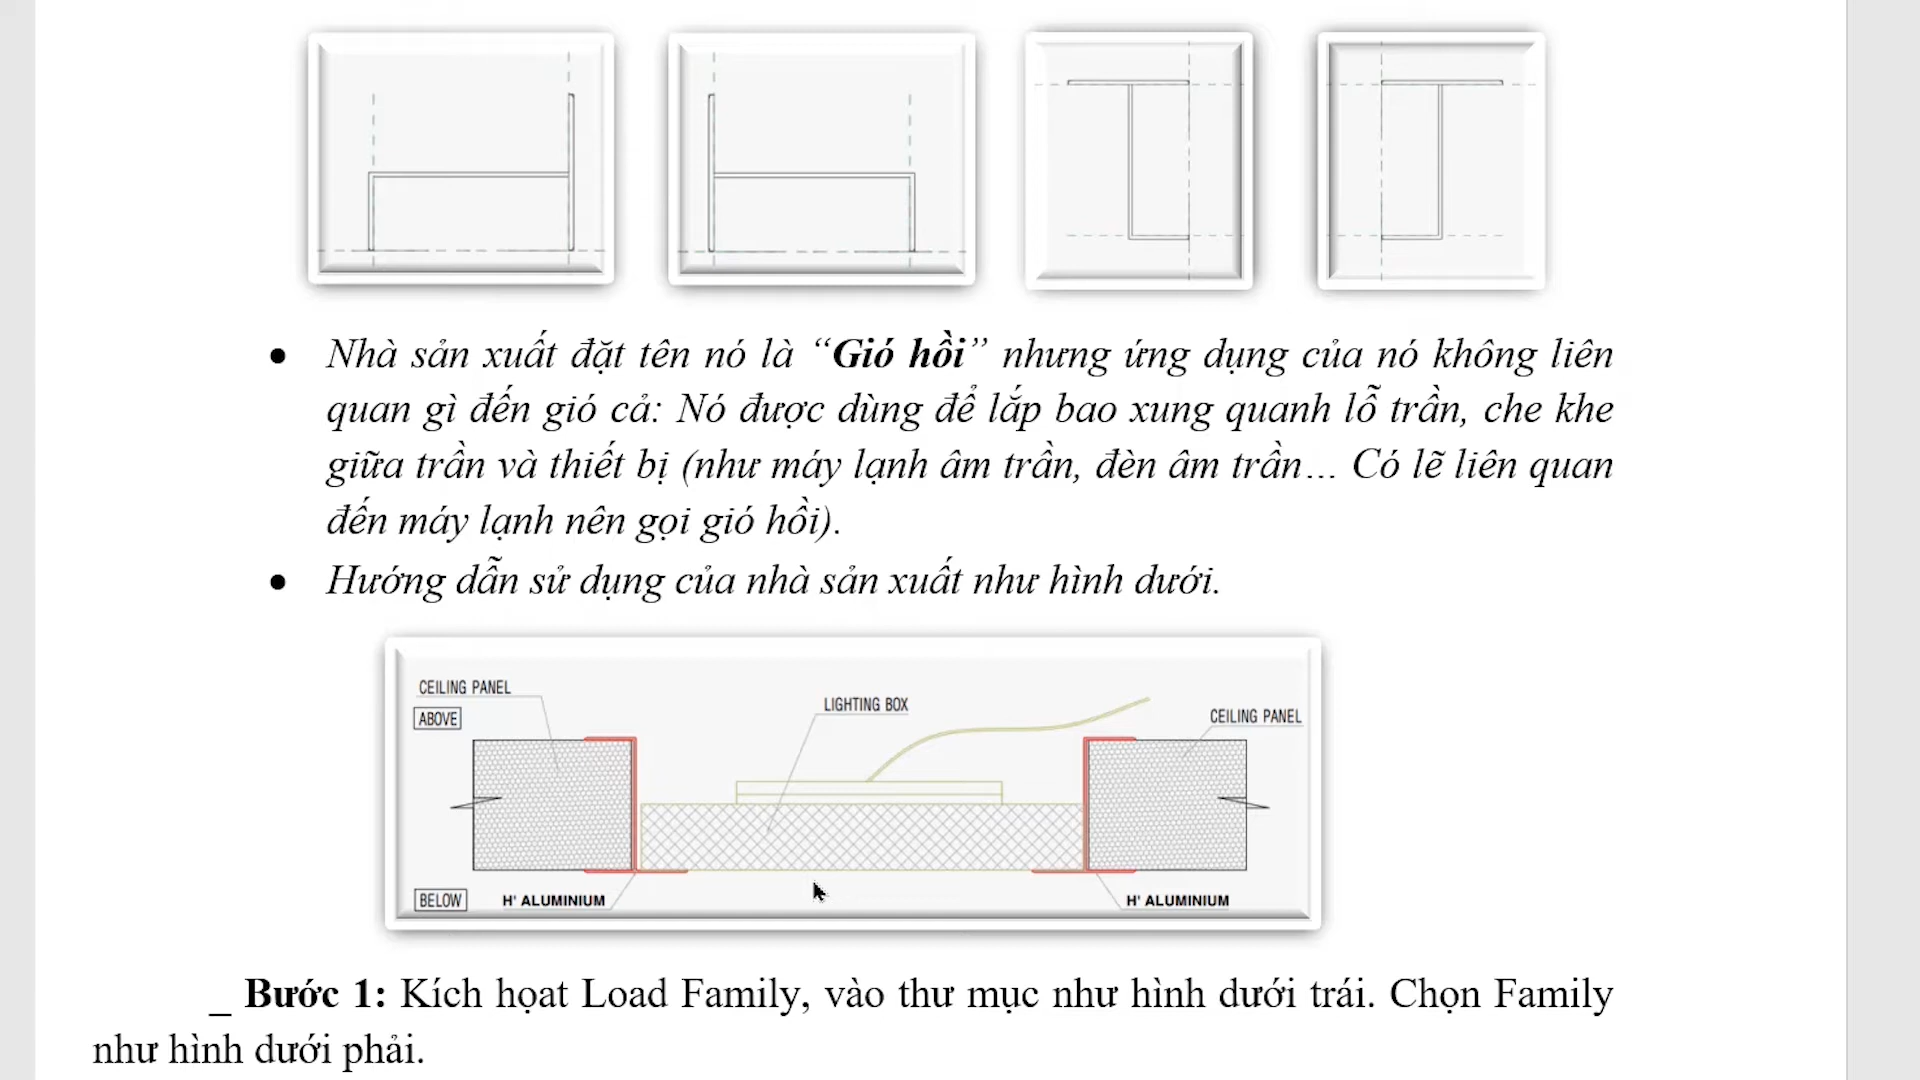 • Nhà sản xuất đặt tên nó là “Gió hồi” nhưng ứng dụng của nó không liên
quan gì đến gió cả: Nó được dùng để lắp bao xung quanh lỗ trần, che khe
giữa trần và thiết bị (như máy lạnh âm trần, đèn âm trần... Có lẽ liên quan
đến máy lạnh nên gọi gió hồi).
• Hướng dẫn sử dụng của nhà sản xuất như hình dưới.
CEILING PANEL
ABOVE
LIGHTING BOX
CEILING PANEL
BELOW
H' ALUMINIUM
H' ALUMINIUM
_ Bước 1: Kích họat Load Family, vào thư mục như hình dưới trái. Chọn Family
như hình dưới phải.